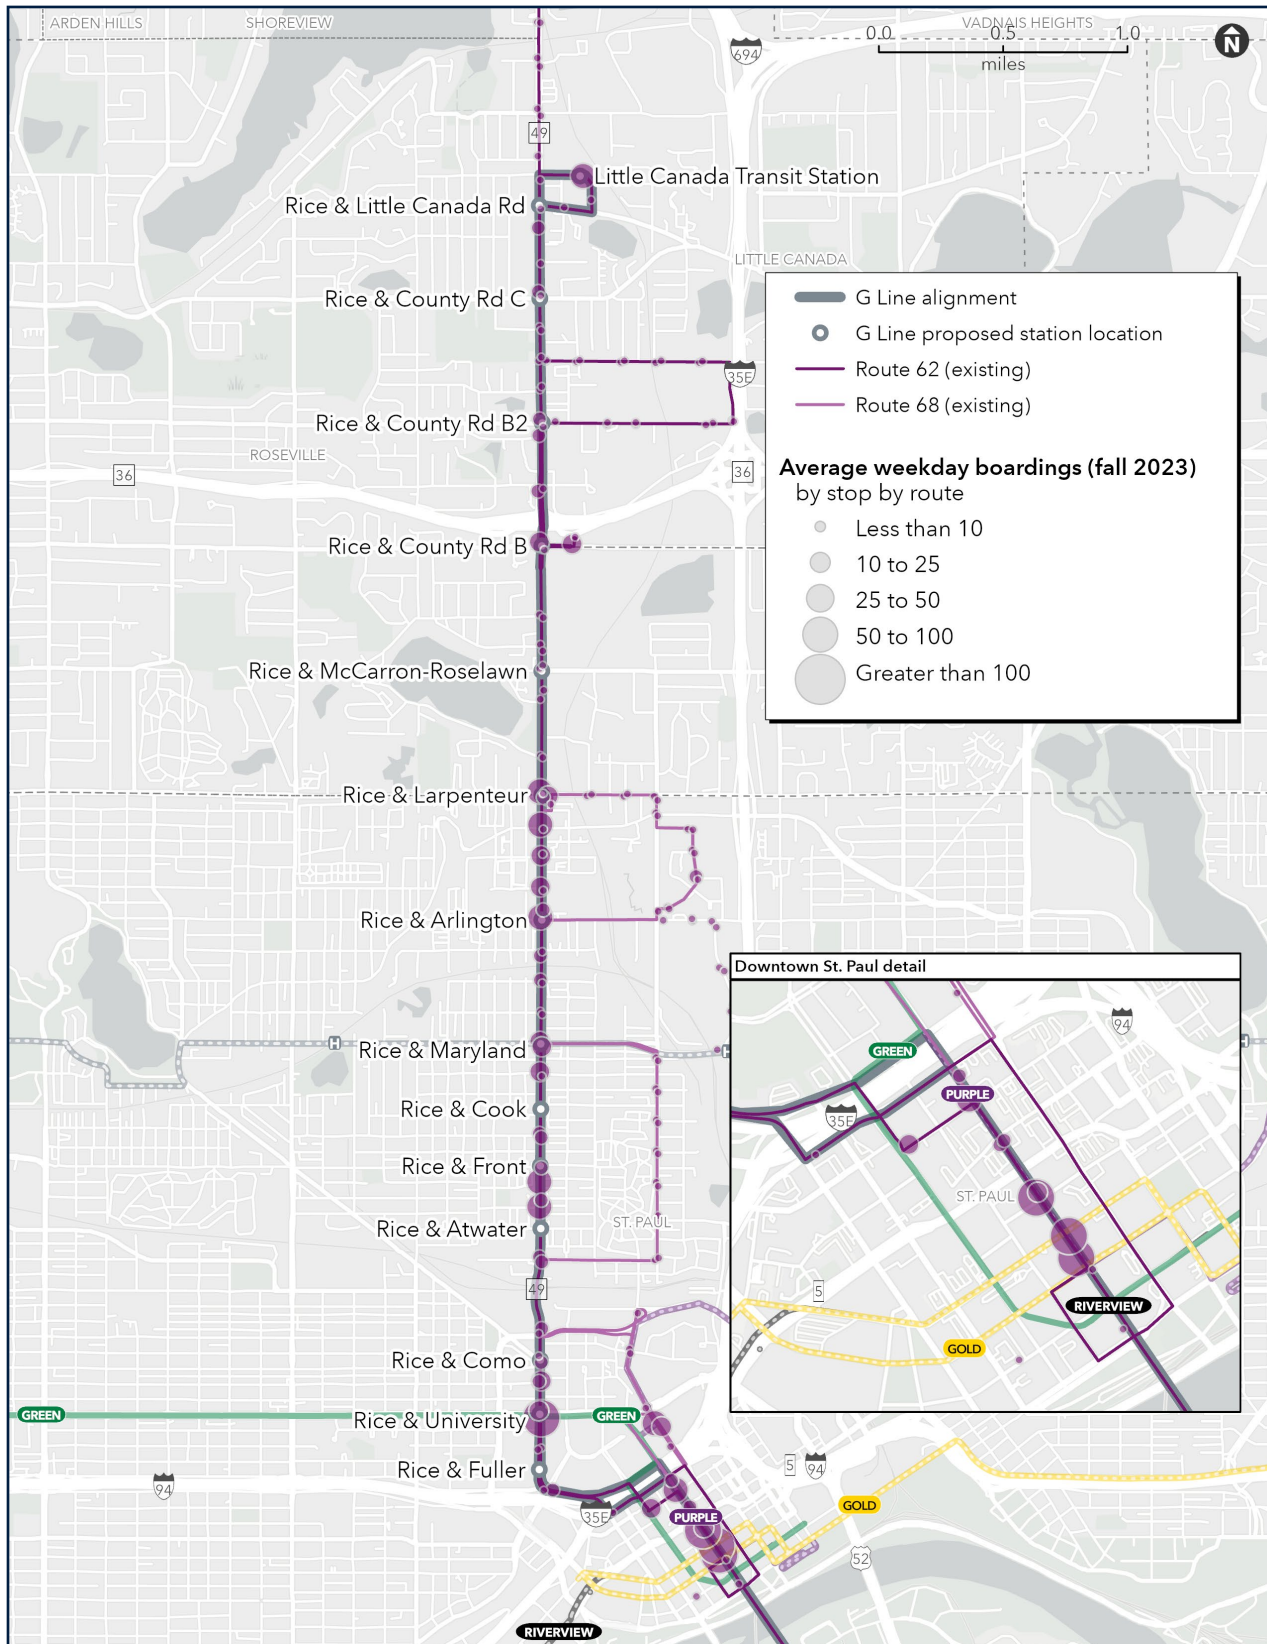 ARDEN HILLS
SHOREVIEW
VADNAIS HEIGHTS
0.0 0.5 1.0
miles
N
694
49
Little Canada Transit Station
Rice & Little Canada Rd
LITTLE CANADA
Rice & County Rd C
G Line alignment
G Line proposed station location
Route 62 (existing)
Route 68 (existing)
35E
Rice & County Rd B2
ROSEVILLE
36
36
Average weekday boardings (fall 2023)
by stop by route
Less than 10
10 to 25
25 to 50
50 to 100
Greater than 100
Rice & County Rd B
Rice & McCarron-Roselawn
Rice & Larpenteur
Rice & Arlington
Downtown St. Paul detail
94
GREEN
PURPLE
35E
ST. PAUL
5
RIVERVIEW
GOLD
H
H
H
Rice & Maryland
Rice & Cook
Rice & Front
Rice & Atwater
ST. PAUL
49
Rice & Como
GREEN
Rice & University
GREEN
Rice & Fuller
94
5
94
35E
PURPLE
GOLD
52
RIVERVIEW